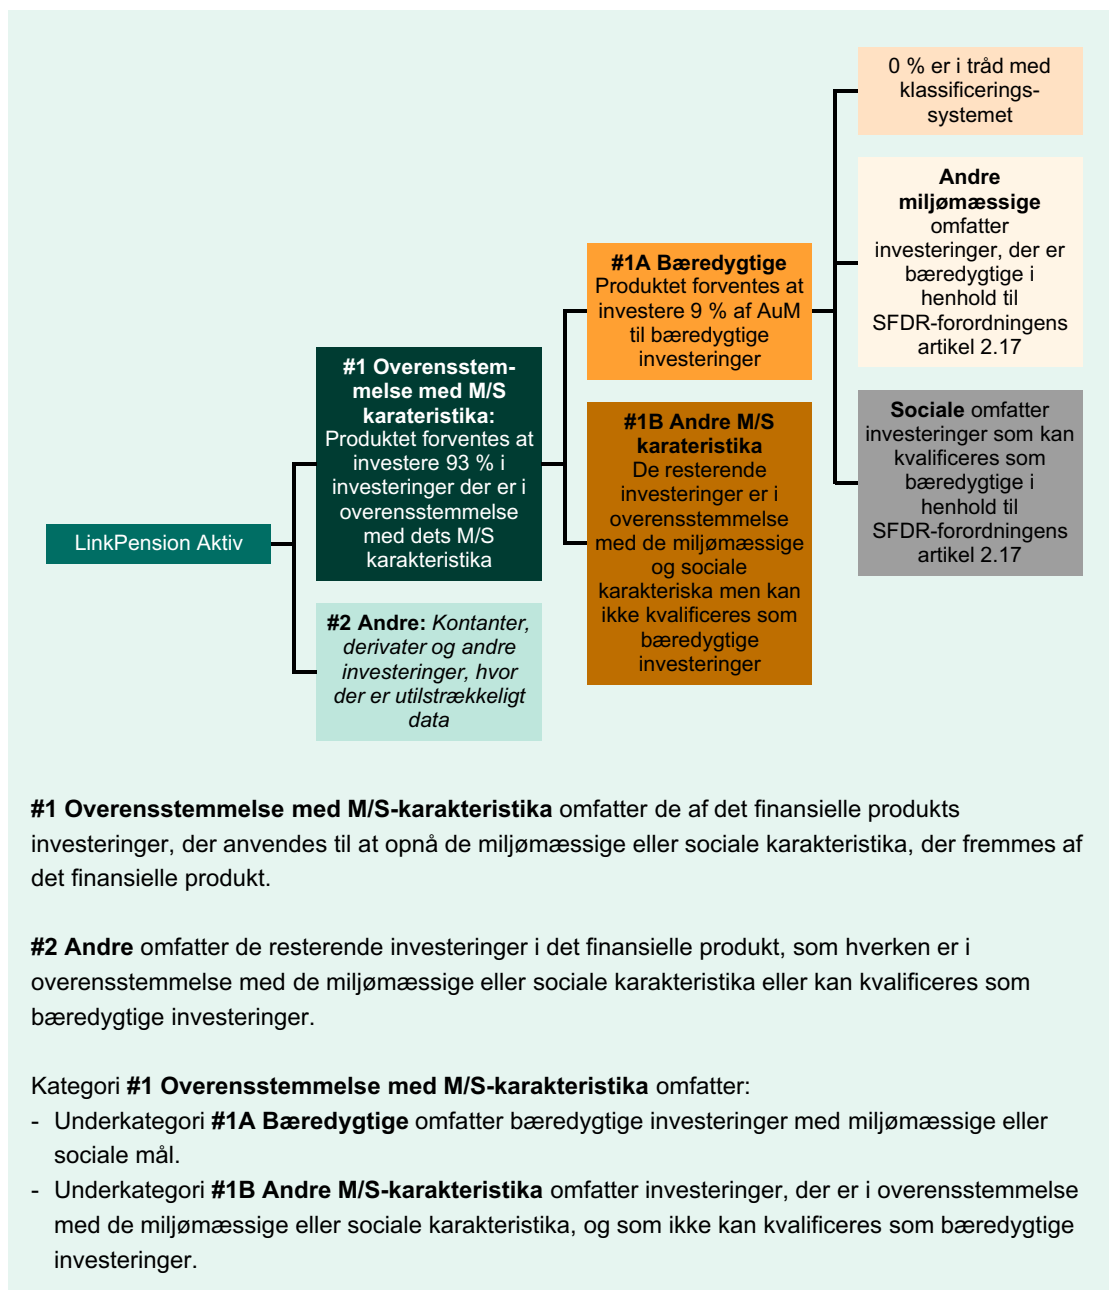 LinkPension Aktiv
#1 Overensstem-
melse med M/S
karateristika:
Produktet forventes at
investere 93 % i
investeringer der er i
overensstemmelse
med dets M/S
karakteristika
#2 Andre: Kontanter,
derivater og andre
investeringer, hvor
der er utilstrækkeligt
data
#1A Bæredygtige
Produktet forventes at
investere 9 % af AuM
til bæredygtige
investeringer
#1B Andre M/S
karateristika
De resterende
investeringer er i
overensstemmelse
med de miljømæssige
og sociale
karakteriska men kan
ikke kvalificeres som
bæredygtige
investeringer
0 % er i tråd med
klassificerings-
systemet
Andre
miljømæssige
omfatter
investeringer, der er
bæredygtige i
henhold til
SFDR-forordningens
artikel 2.17
Sociale omfatter
investeringer som kan
kvalificeres som
bæredygtige i
henhold til
SFDR-forordningens
artikel 2.17
#1 Overensstemmelse med M/S-karakteristika omfatter de af det finansielle produkts
investeringer, der anvendes til at opnå de miljømæssige eller sociale karakteristika, der fremmes af
det finansielle produkt.
#2 Andre omfatter de resterende investeringer i det finansielle produkt, som hverken er i
overensstemmelse med de miljømæssige eller sociale karakteristika eller kan kvalificeres som
bæredygtige investeringer.
Kategori #1 Overensstemmelse med M/S-karakteristika omfatter:
- Underkategori #1A Bæredygtige omfatter bæredygtige investeringer med miljømæssige eller
sociale mål.
- Underkategori #1B Andre M/S-karakteristika omfatter investeringer, der er i overensstemmelse
med de miljømæssige eller sociale karakteristika, og som ikke kan kvalificeres som bæredygtige
investeringer.